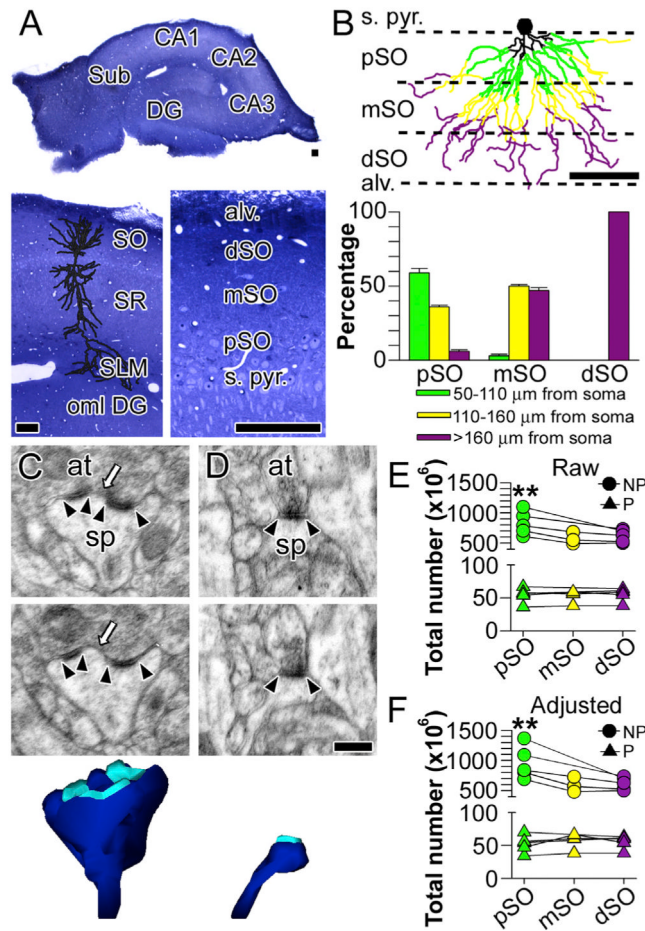 A
CA1
CA2
Sub
DG
CA3
SO
SR
SLM
oml DG
alv.
dSO
mSO
pSO
s. pyr.
B
s. pyr.
pSO
mSO
dSO
alv.
Percentage
100
50
0
pSO mSO dSO
50-110 μm from soma
110-160 μm from soma
>160 μm from soma
C
at
sp
D
at
sp
E
Raw
NP
P
**
Total number (x10⁶)
1500
1000
500
100
50
0
pSO mSO dSO
F
Adjusted
NP
P
**
Total number (x10⁶)
1500
1000
500
100
50
0
pSO mSO dSO